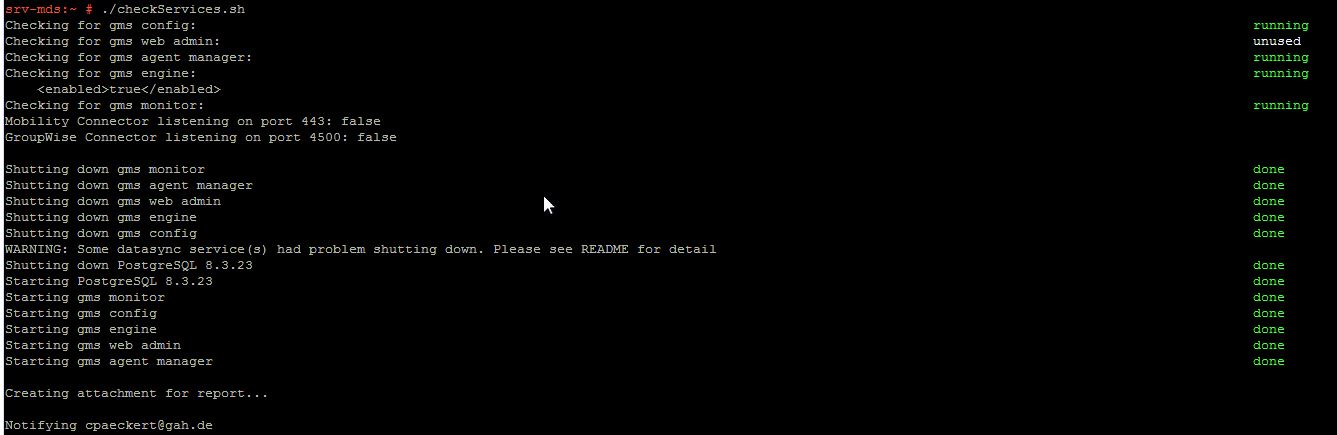 srv-mds:~ # ./checkServices.sh
Checking for gms config: running
Checking for gms web admin: unused
Checking for gms agent manager: running
Checking for gms engine: running
<enabled>true</enabled>
Checking for gms monitor: running
Mobility Connector listening on port 443: false
GroupWise Connector listening on port 4500: false
Shutting down gms monitor done
Shutting down gms agent manager done
Shutting down gms web admin done
Shutting down gms engine done
Shutting down gms config done
WARNING: Some datasync service(s) had problem shutting down. Please see README for detail
Shutting down PostgreSQL 8.3.23 done
Starting PostgreSQL 8.3.23 done
Starting gms monitor done
Starting gms config done
Starting gms engine done
Starting gms web admin done
Starting gms agent manager done
Creating attachment for report...
Notifying cpaeckert@gah.de